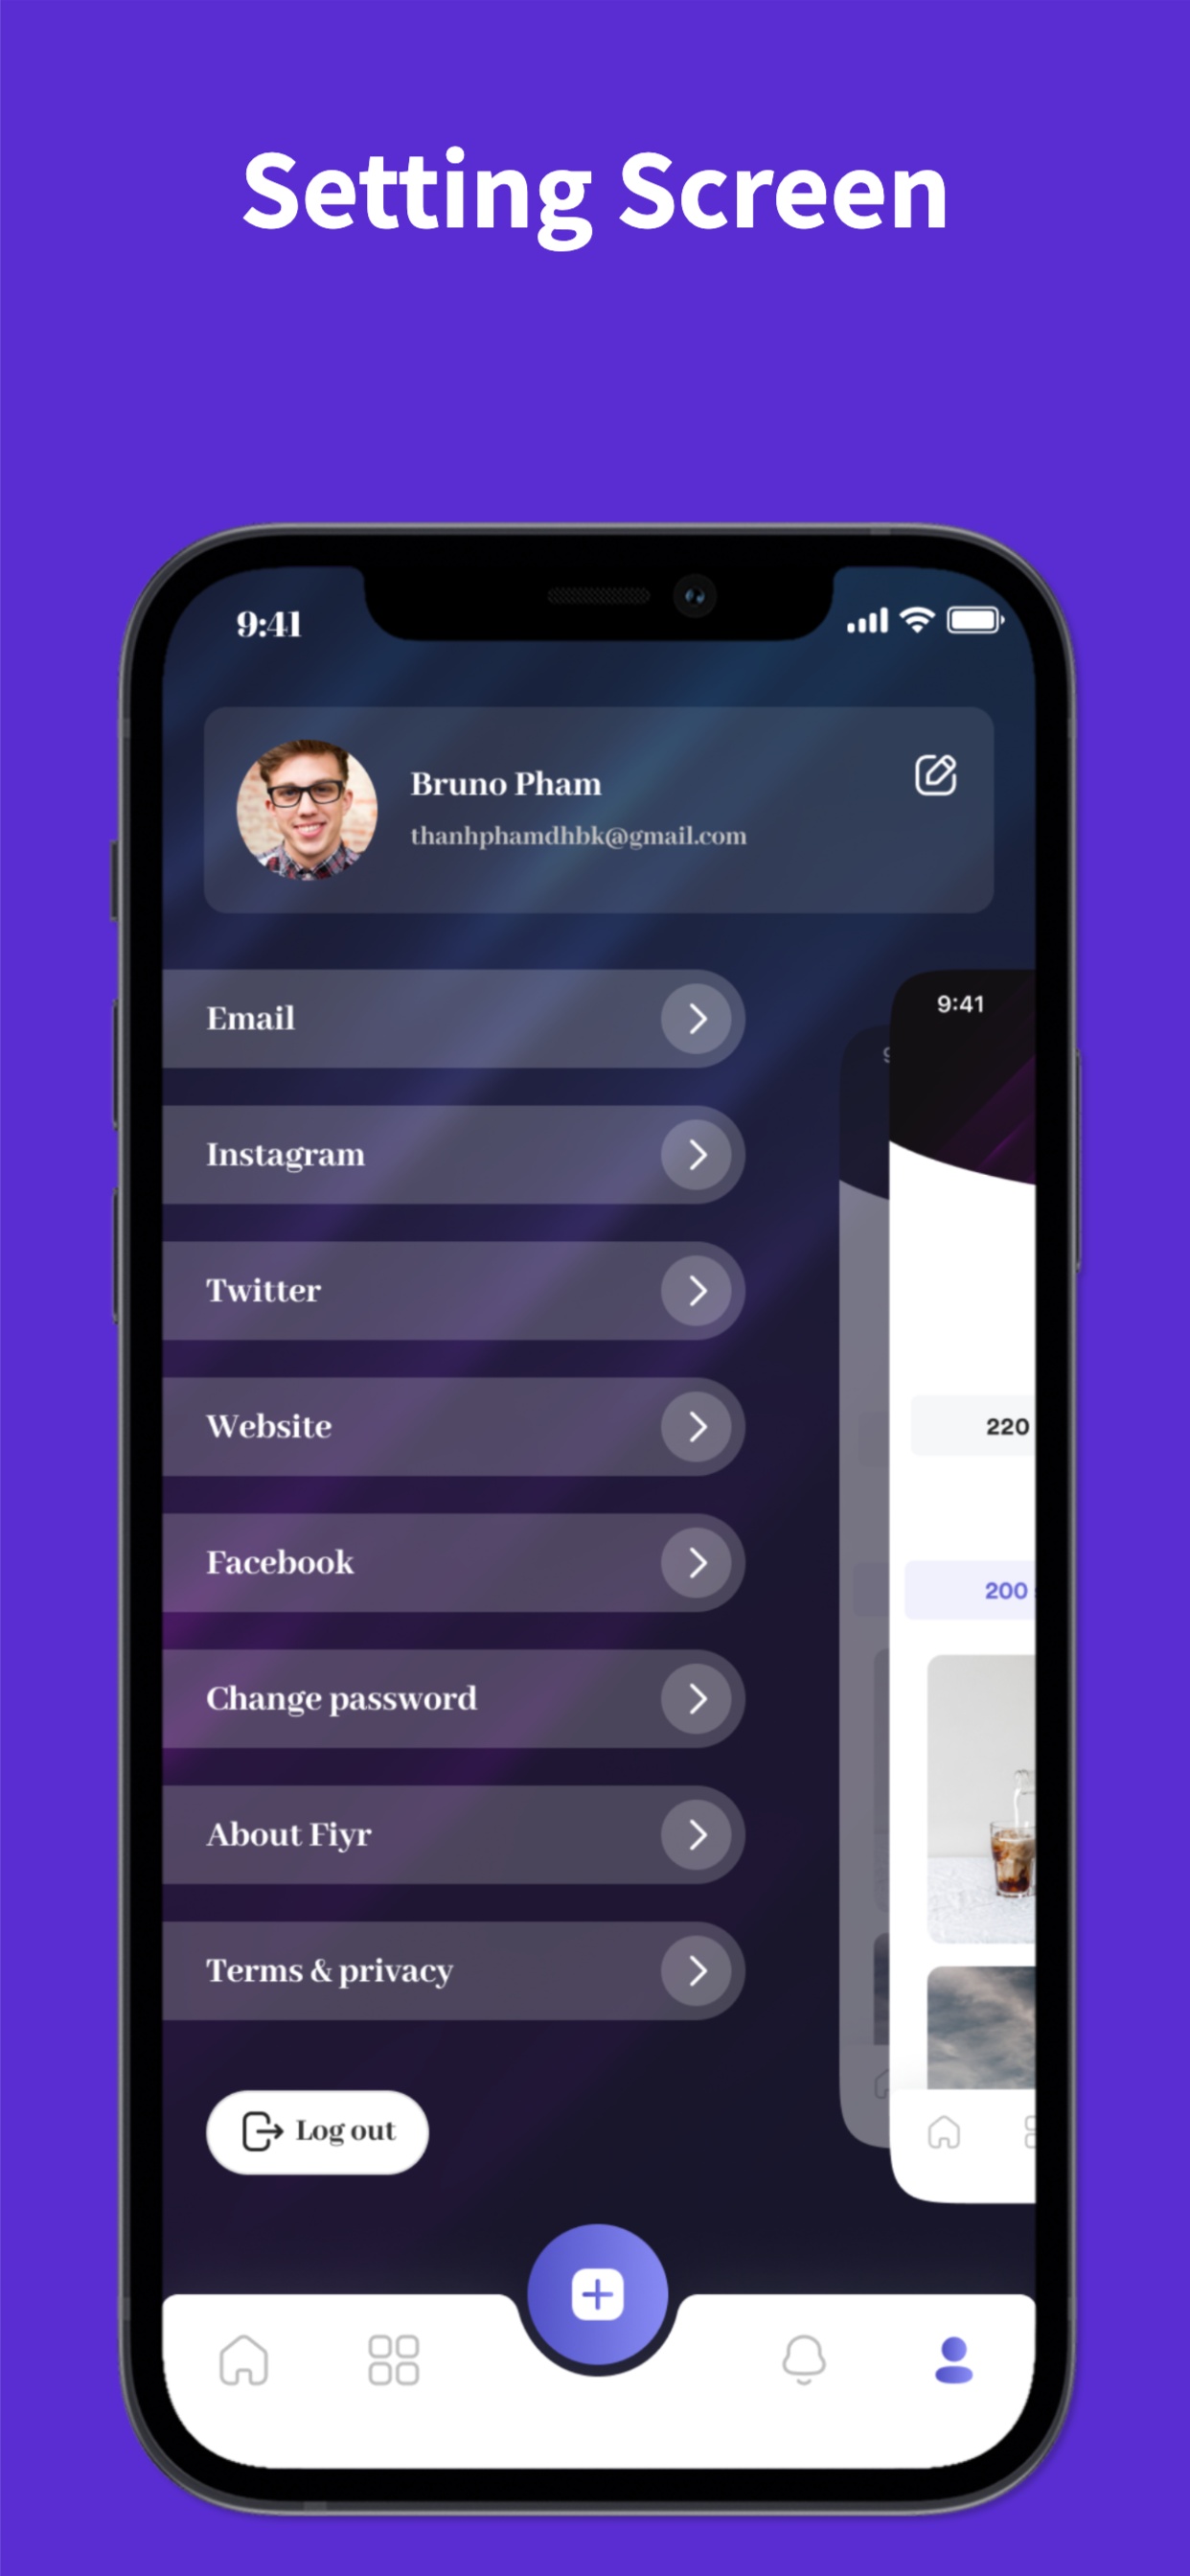 Setting Screen
9:41
Bruno Pham
thanhphamdhbk@gmail.com
Email
9:41
Instagram
Twitter
Website
220
Facebook
200
Change password
About Fiyr
Terms & privacy
Log out